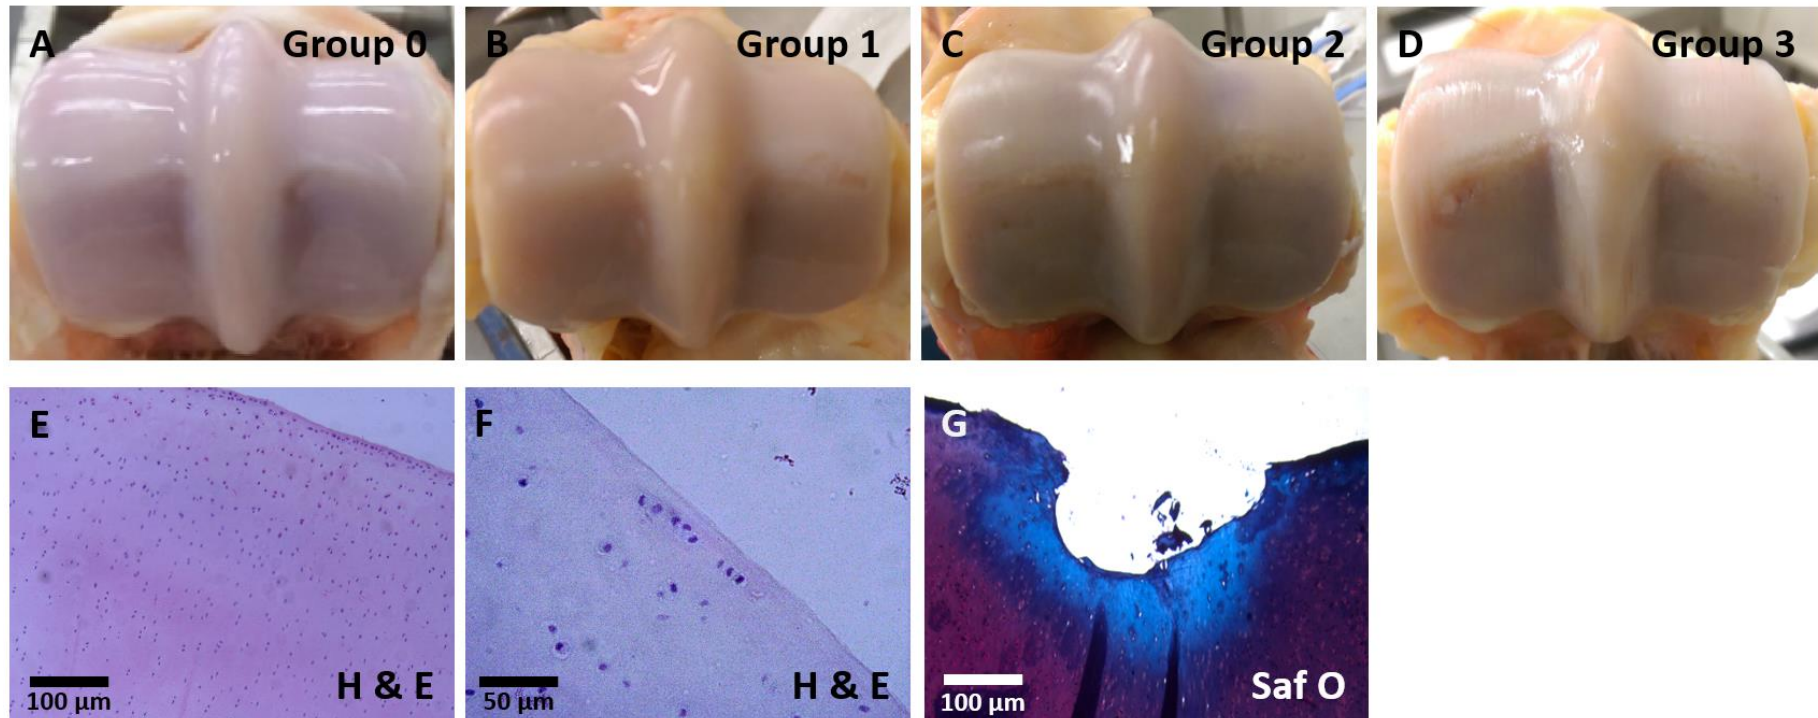 A Group 0
B Group 1
C Group 2
D Group 3
E
100 µm
H & E
F
50 µm
H & E
G
100 µm
Saf O